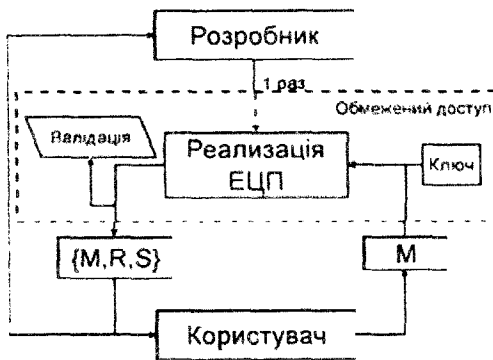 Розробник
1 раз
Обмежений доступ
Валідація
Реализація
ЕЦП
Ключ
{M,R,S}
M
Користувач